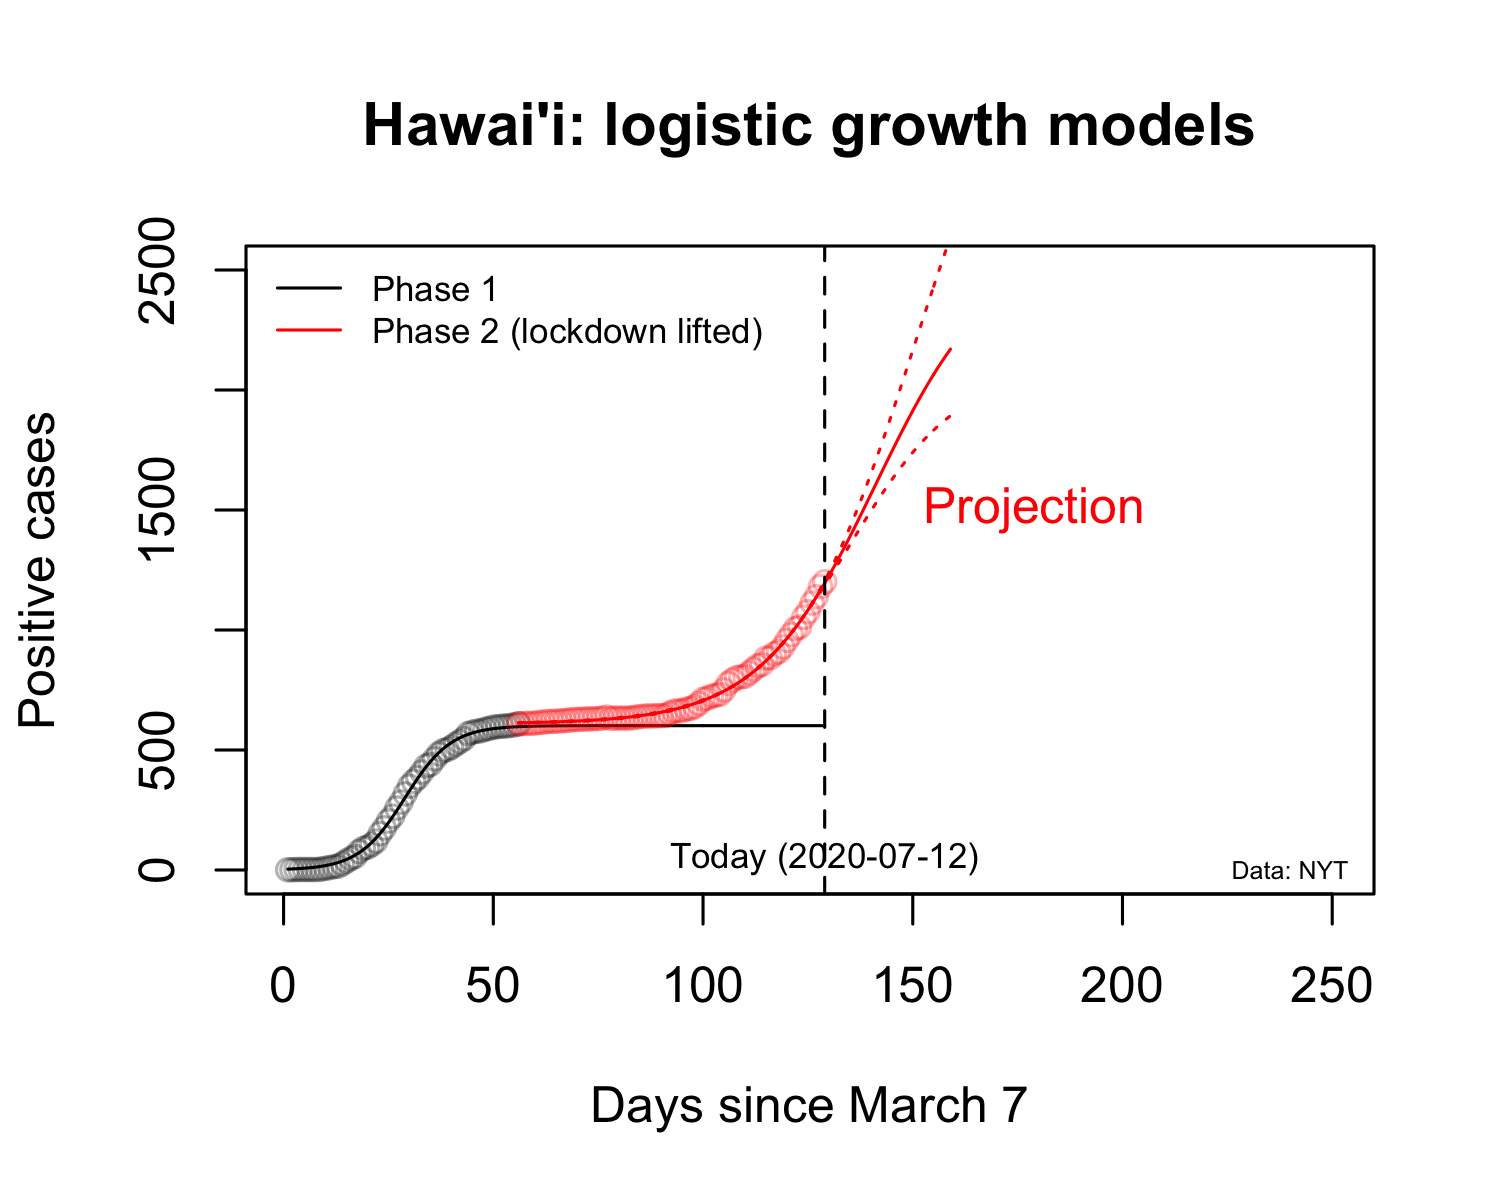 Hawai'i: logistic growth models
Phase 1
Phase 2 (lockdown lifted)
Projection
Today (2020-07-12)
Data: NYT
Positive cases
0
500
1500
2500
0 50 100 150 200 250
Days since March 7